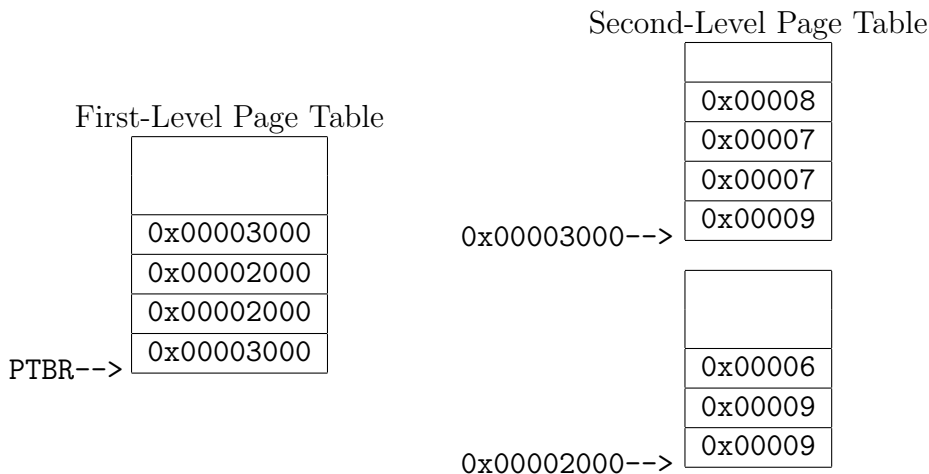 Second-Level Page Table
0x00008
0x00007
0x00007
0x00009
0x00003000-->
First-Level Page Table
0x00003000
0x00002000
0x00002000
0x00003000
PTBR-->
0x00006
0x00009
0x00009
0x00002000-->